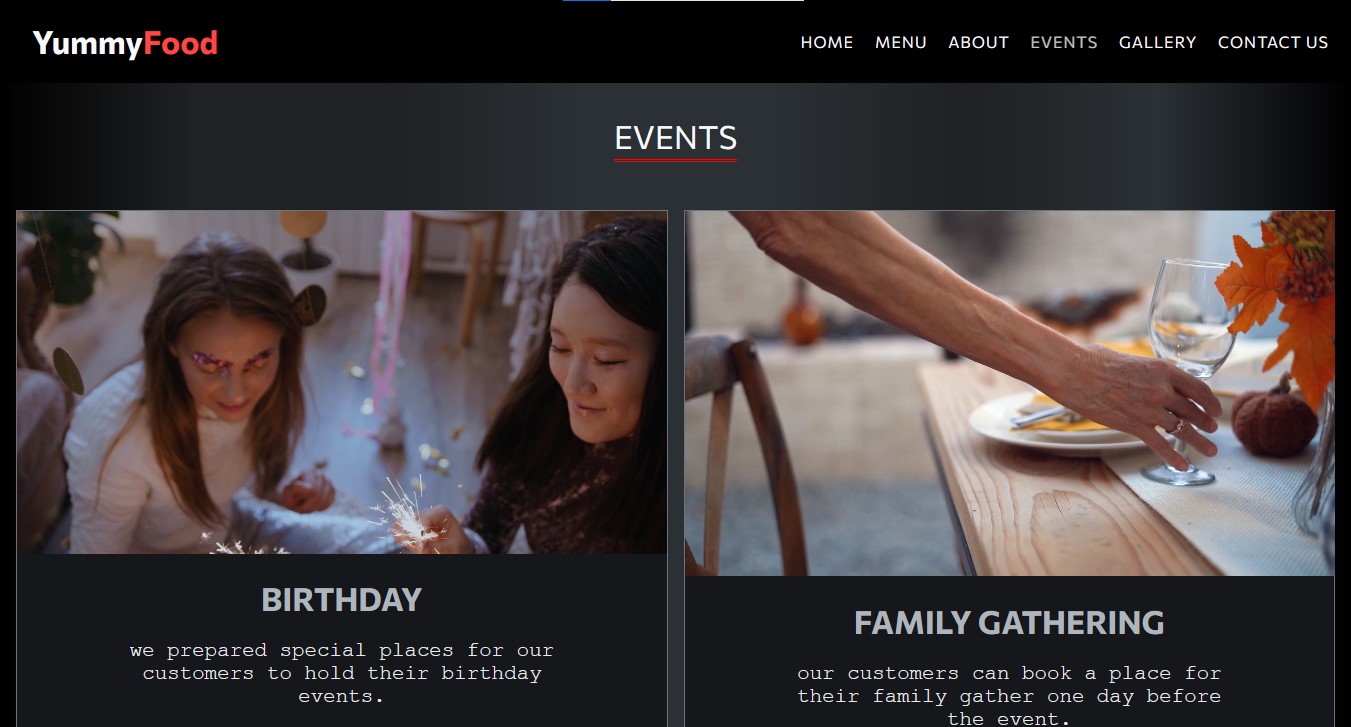 YummyFood
HOME MENU ABOUT EVENTS GALLERY CONTACT US
EVENTS
BIRTHDAY
we prepared special places for our
customers to hold their birthday
events.
FAMILY GATHERING
our customers can book a place for
their family gather one day before
the event.